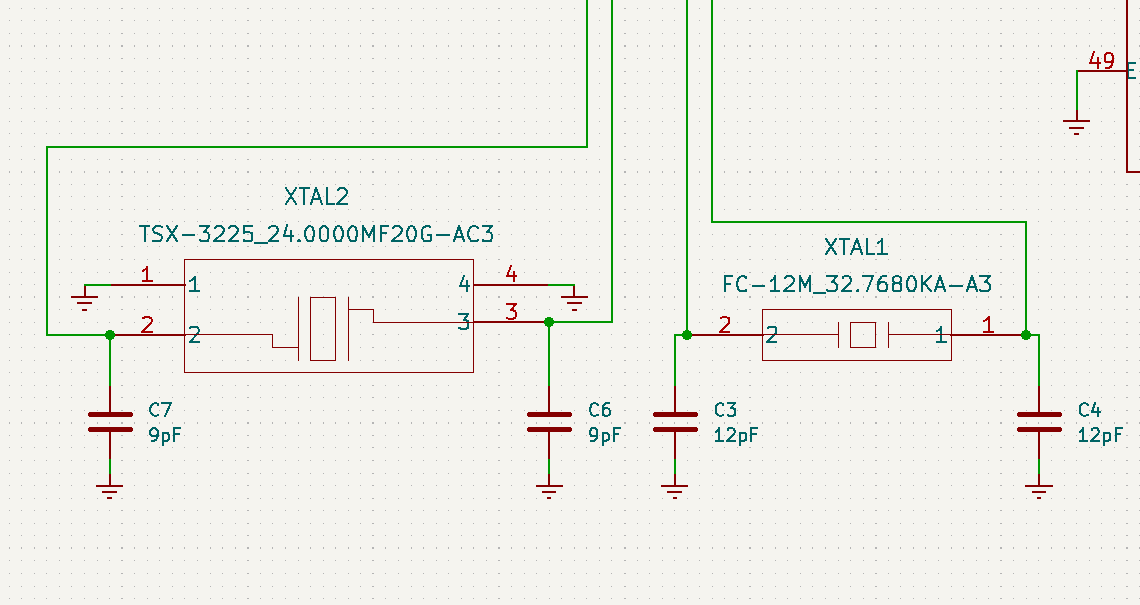 49
E
XTAL2
TSX-3225_24.0000MF20G-AC3
1
1
4
4
2
2
3
3
XTAL1
FC-12M_32.7680KA-A3
2
2
1
1
C7
9pF
C6
9pF
C3
12pF
C4
12pF